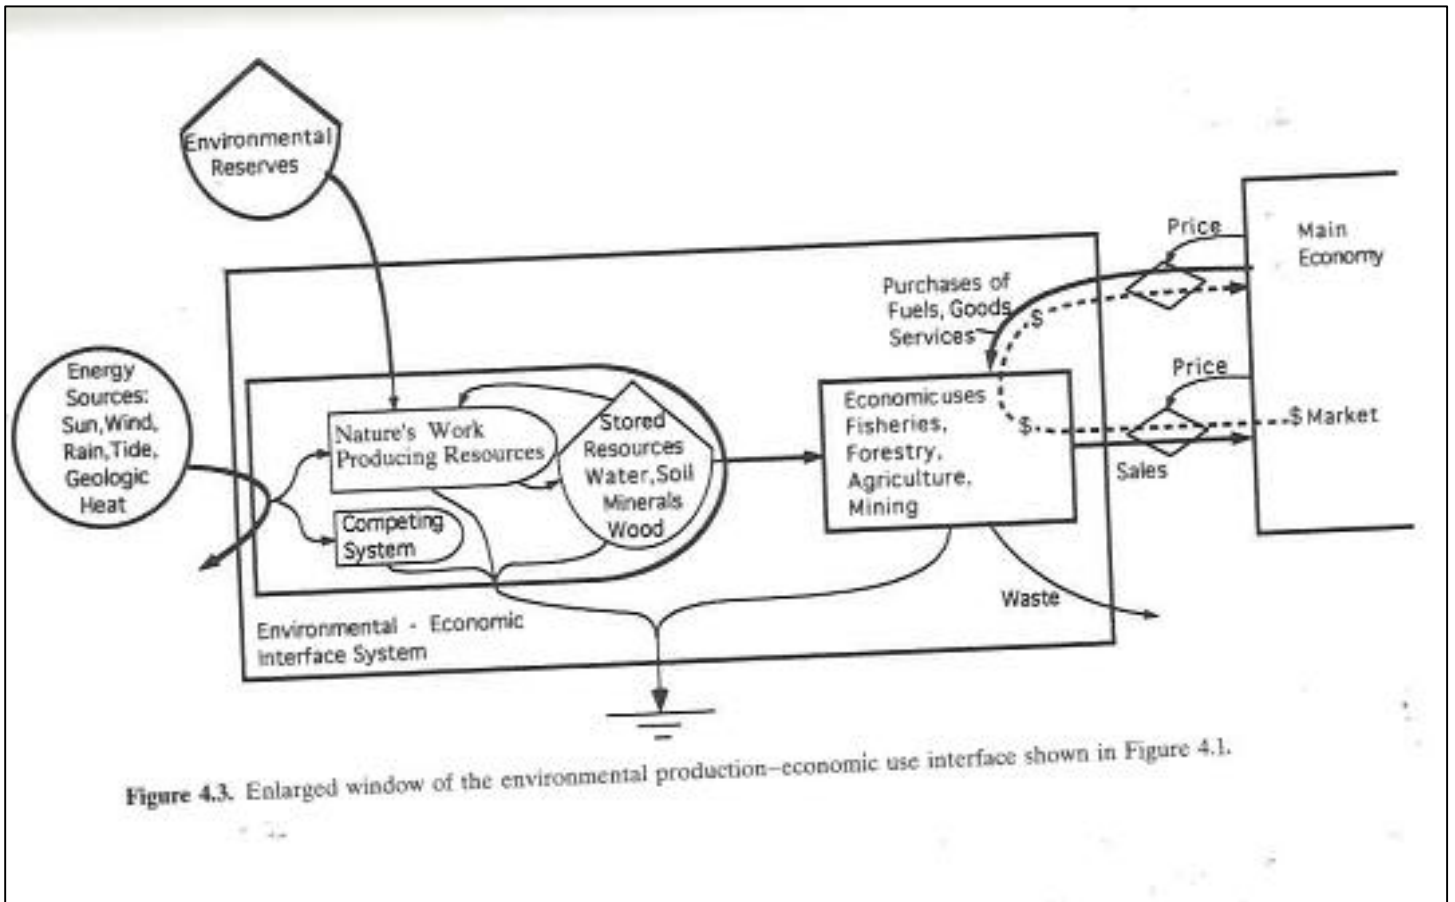 Environmental
Reserves
Energy
Sources:
Sun, Wind,
Rain, Tide,
Geologic
Heat
Nature's Work
Producing Resources
Competing
System
Stored
Resources
Water, Soil
Minerals
Wood
Environmental - Economic
Interface System
Purchases of
Fuels, Goods
Services
$
Economic uses
Fisheries,
Forestry,
Agriculture,
Mining
$
Price
Price
Sales
Waste
Main
Economy
$ Market
Figure 4.3. Enlarged window of the environmental production–economic use interface shown in Figure 4.1.